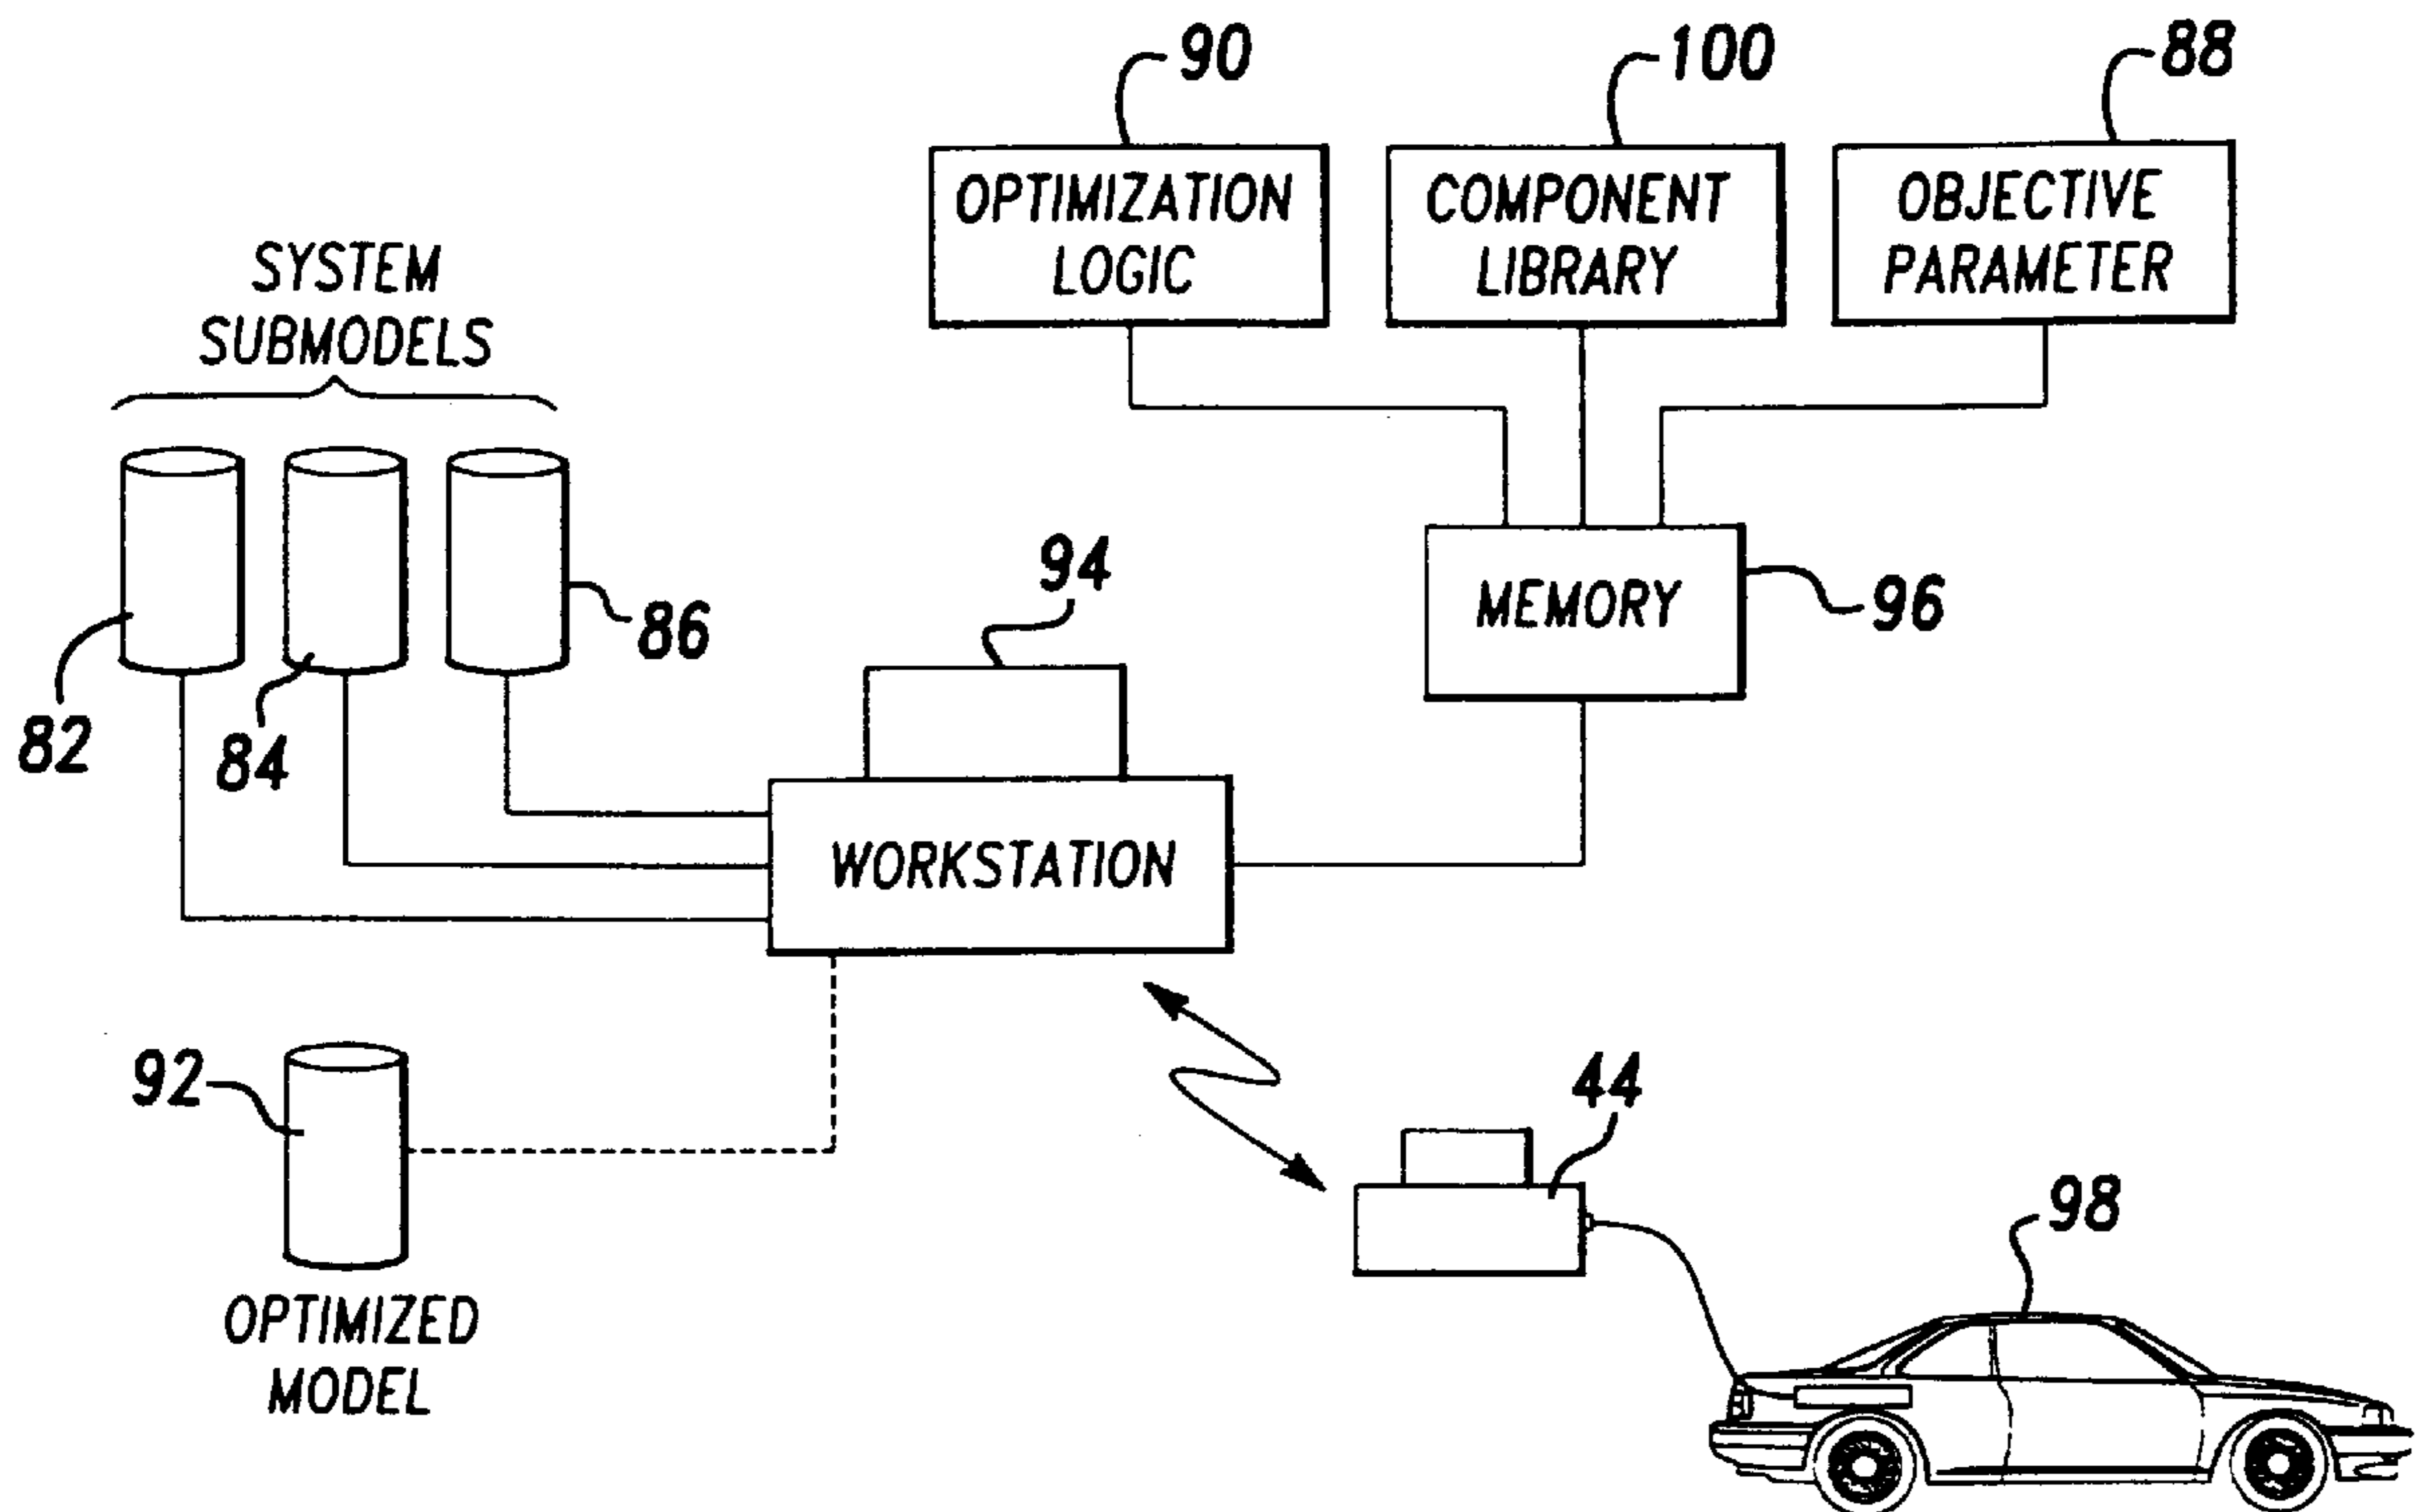 90
100
88
OPTIMIZATION
LOGIC
COMPONENT
LIBRARY
OBJECTIVE
PARAMETER
SYSTEM
SUBMODELS
94
MEMORY
96
86
82
84
WORKSTATION
92
44
98
OPTIMIZED
MODEL